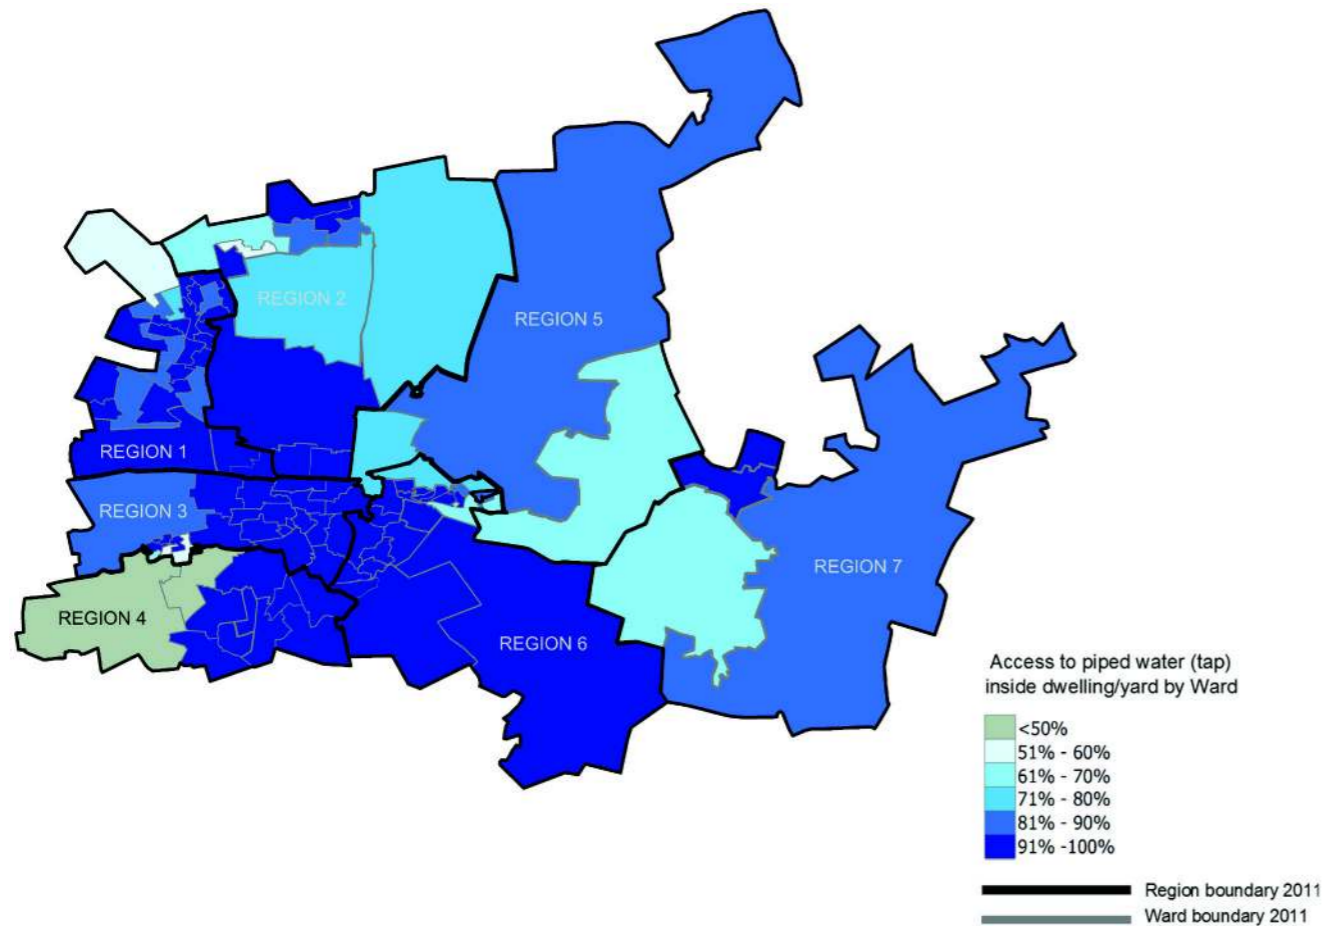 REGION 2
REGION 5
REGION 1
REGION 3
REGION 7
REGION 4
REGION 6
Access to piped water (tap)
inside dwelling/yard by Ward
<50%
51% - 60%
61% - 70%
71% - 80%
81% - 90%
91% -100%
Region boundary 2011
Ward boundary 2011